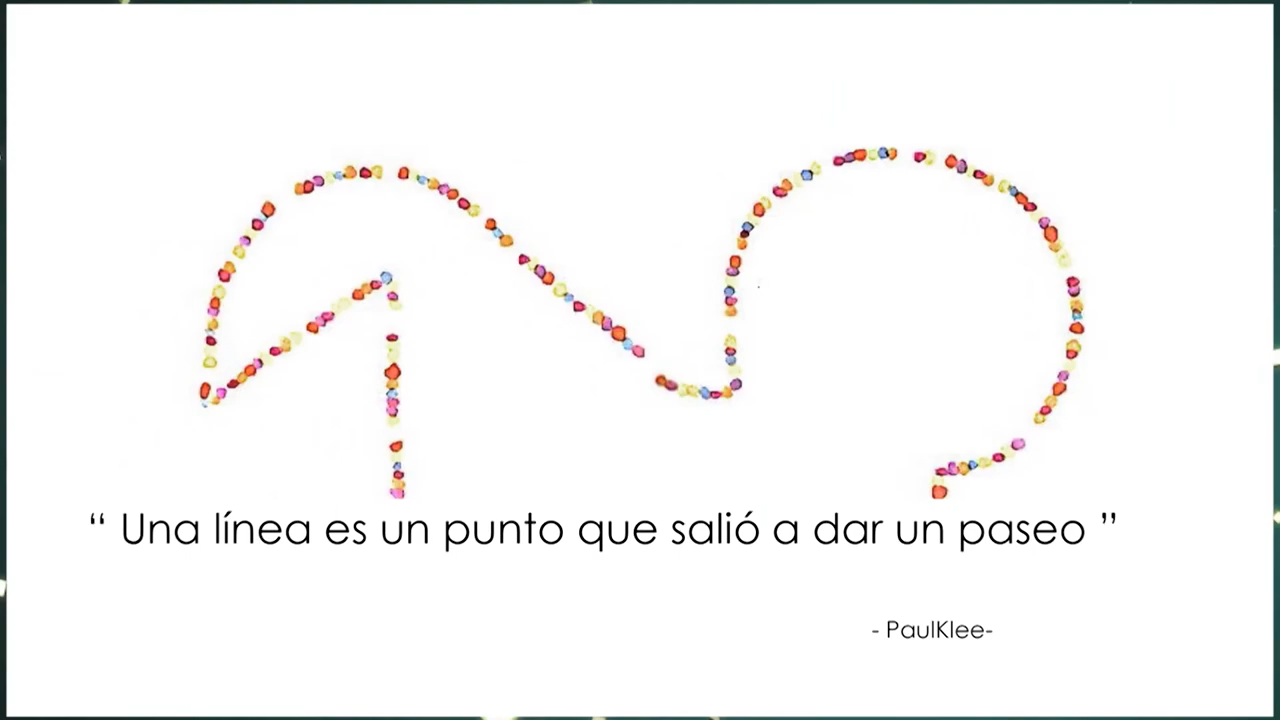 “ Una línea es un punto que salió a dar un paseo ”
- PaulKlee-